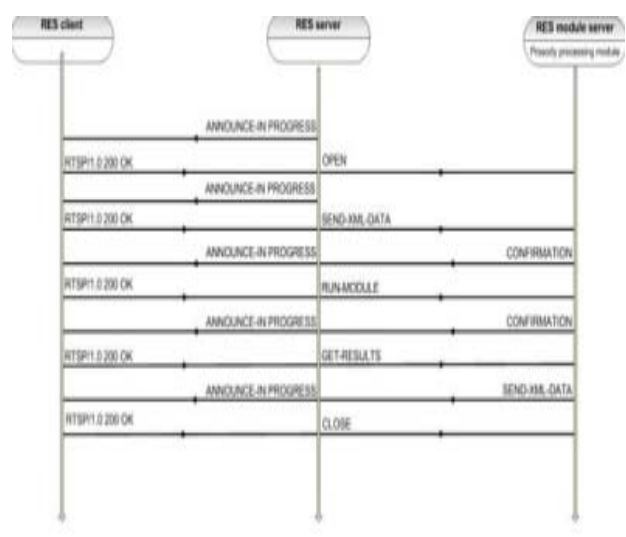 RES client
RES server
RES module server
Prosody processing module
ANNOUNCE-IN PROGRESS
RTSP/1.0 200 OK
OPEN
ANNOUNCE-IN PROGRESS
RTSP/1.0 200 OK
SEND-XML-DATA
ANNOUNCE-IN PROGRESS
CONFIRMATION
RTSP/1.0 200 OK
RUN-MODULE
ANNOUNCE-IN PROGRESS
CONFIRMATION
RTSP/1.0 200 OK
GET-RESULTS
ANNOUNCE-IN PROGRESS
SEND-XML-DATA
RTSP/1.0 200 OK
CLOSE